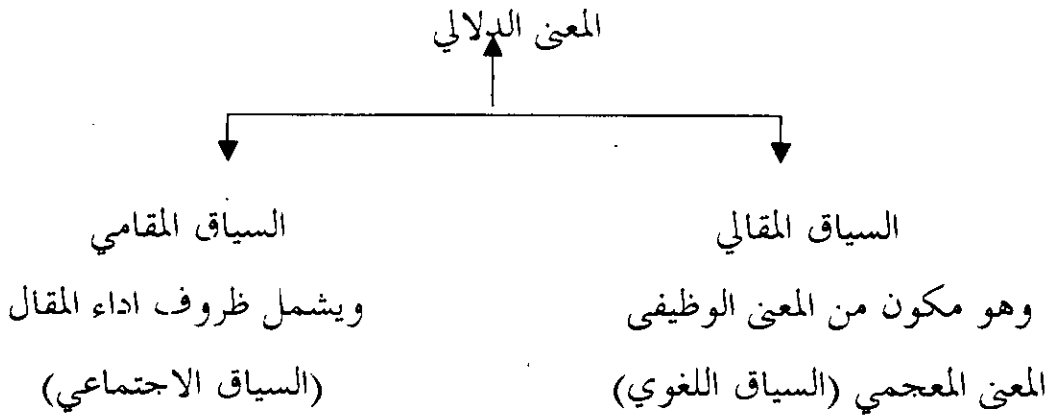 المعنى الدلالي
السياق المقالي
وهو مكون من المعنى الوظيفى
المعنى المعجمي (السياق اللغوي)
السياق المقامي
ويشمل ظروف اداء المقال
(السياق الاجتماعي)